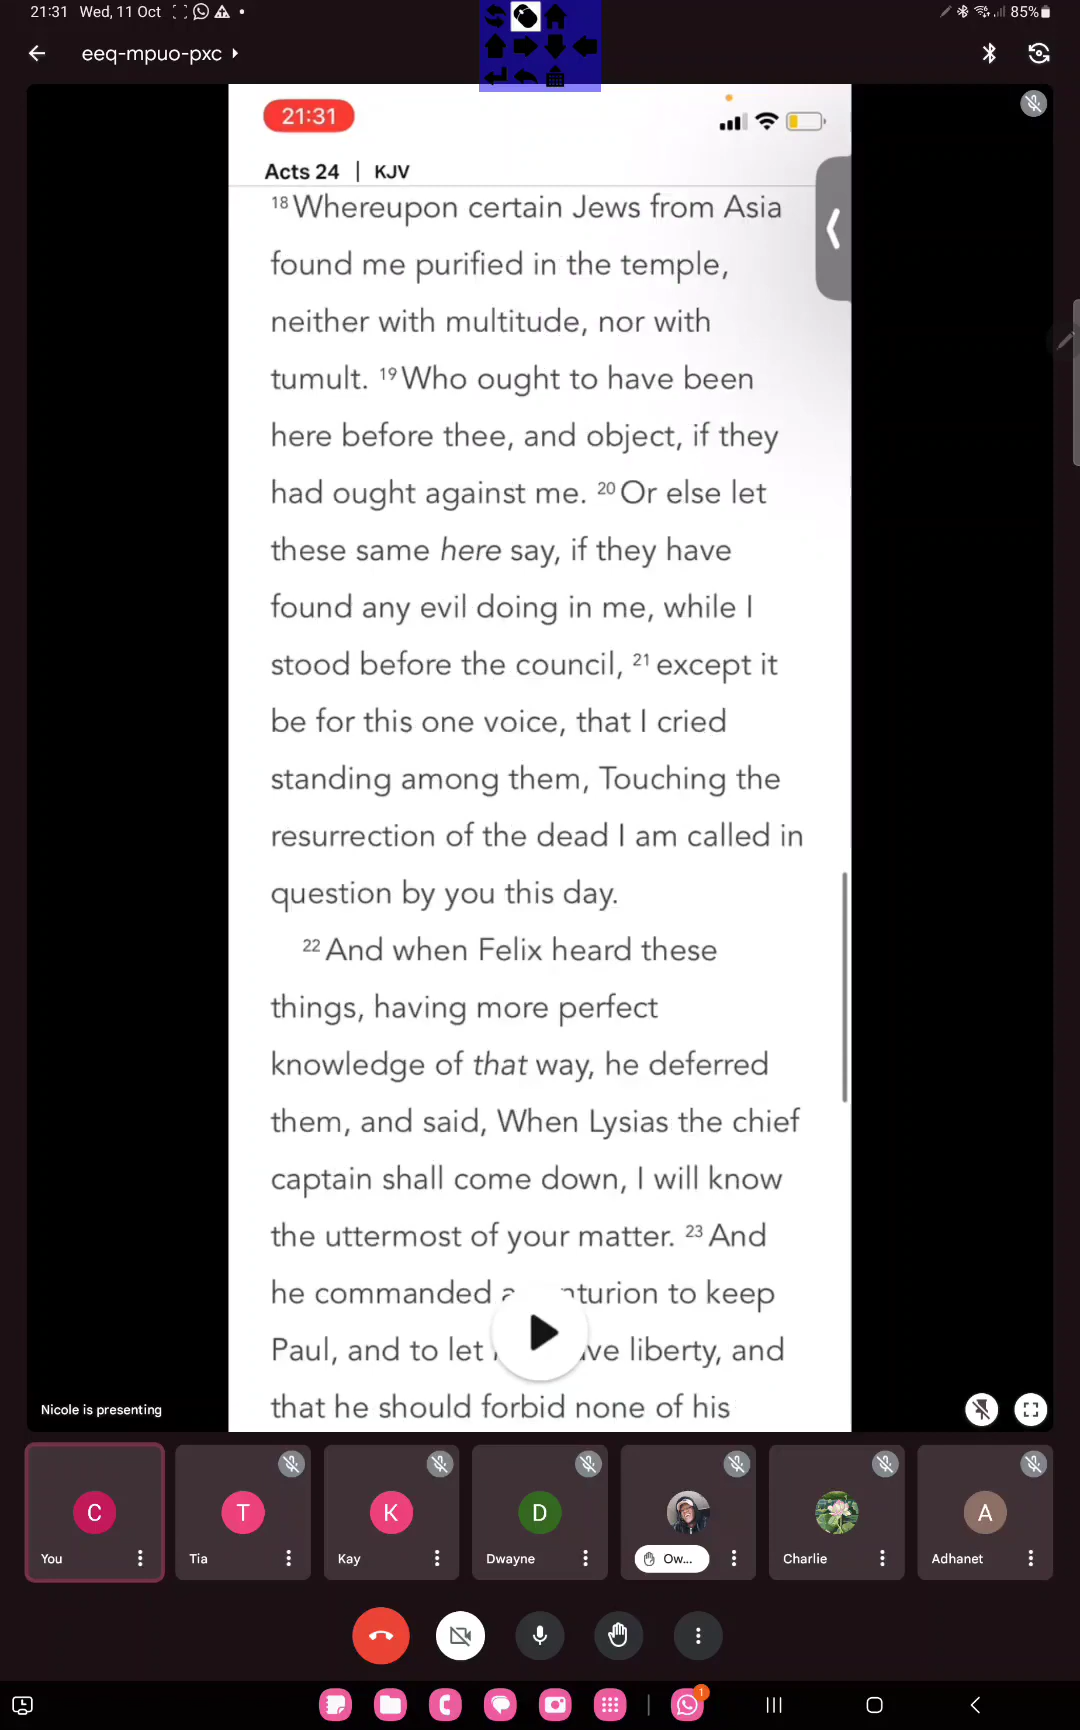 21:31 Wed, 11 Oct
85%
eeq-mpuo-pxc
21:31
Acts 24 | KJV
18 Whereupon certain Jews from Asia
found me purified in the temple,
neither with multitude, nor with
tumult. 19 Who ought to have been
here before thee, and object, if they
had ought against me. 20 Or else let
these same here say, if they have
found any evil doing in me, while I
stood before the council, 21 except it
be for this one voice, that I cried
standing among them, Touching the
resurrection of the dead I am called in
question by you this day.
22 And when Felix heard these
things, having more perfect
knowledge of that way, he deferred
them, and said, When Lysias the chief
captain shall come down, I will know
the uttermost of your matter. 23 And
he commanded to keep
Paul, and to let liberty, and
that he should forbid none of his
Nicole is presenting
C T K D A
You Tia Kay Dwayne Ow... Charlie Adhanet
1